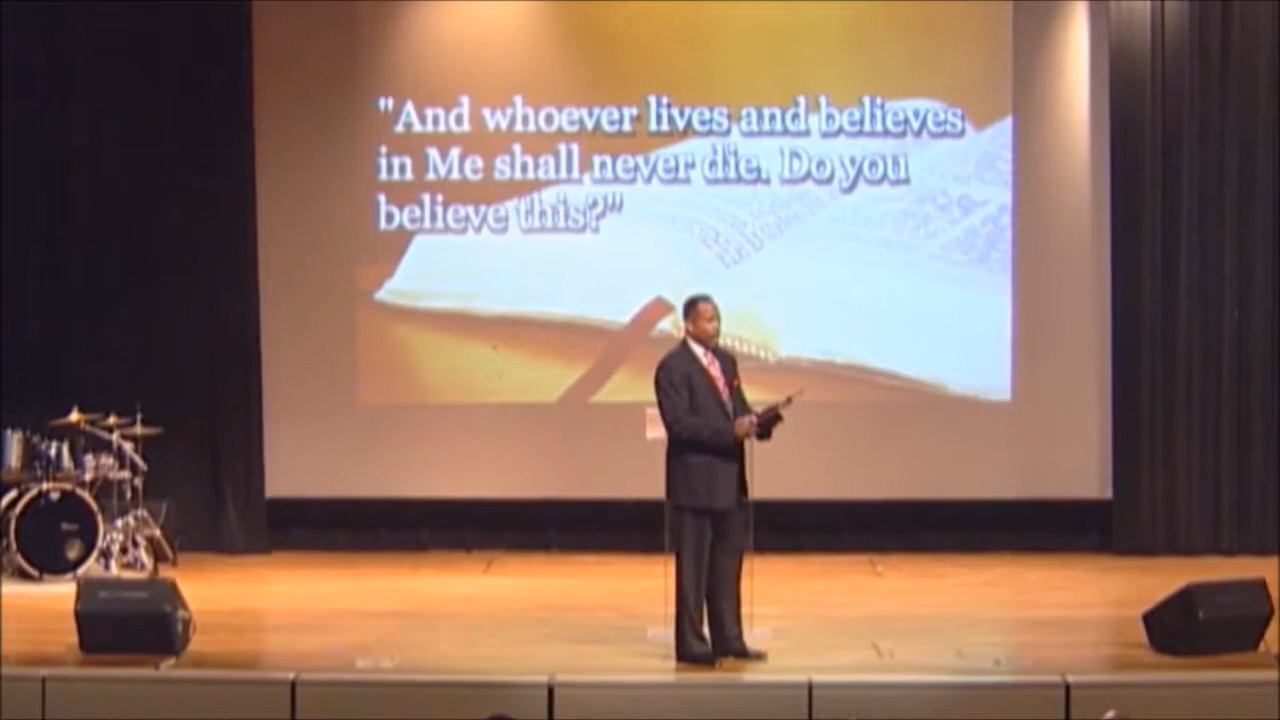 "And whoever lives and believes
in Me shall never die. Do you
believe this?"